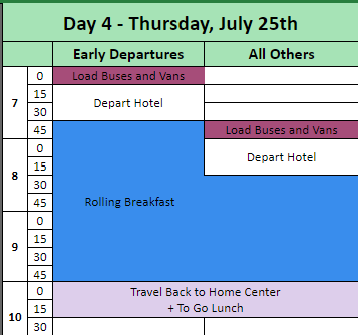 Day 4 - Thursday, July 25th
Early Departures All Others
7 0 Load Buses and Vans
15 Depart Hotel
30
45 Load Buses and Vans
8 0 Depart Hotel
15
30 Rolling Breakfast
45
9 0
15
30
45
10 0 Travel Back to Home Center
15 + To Go Lunch
30